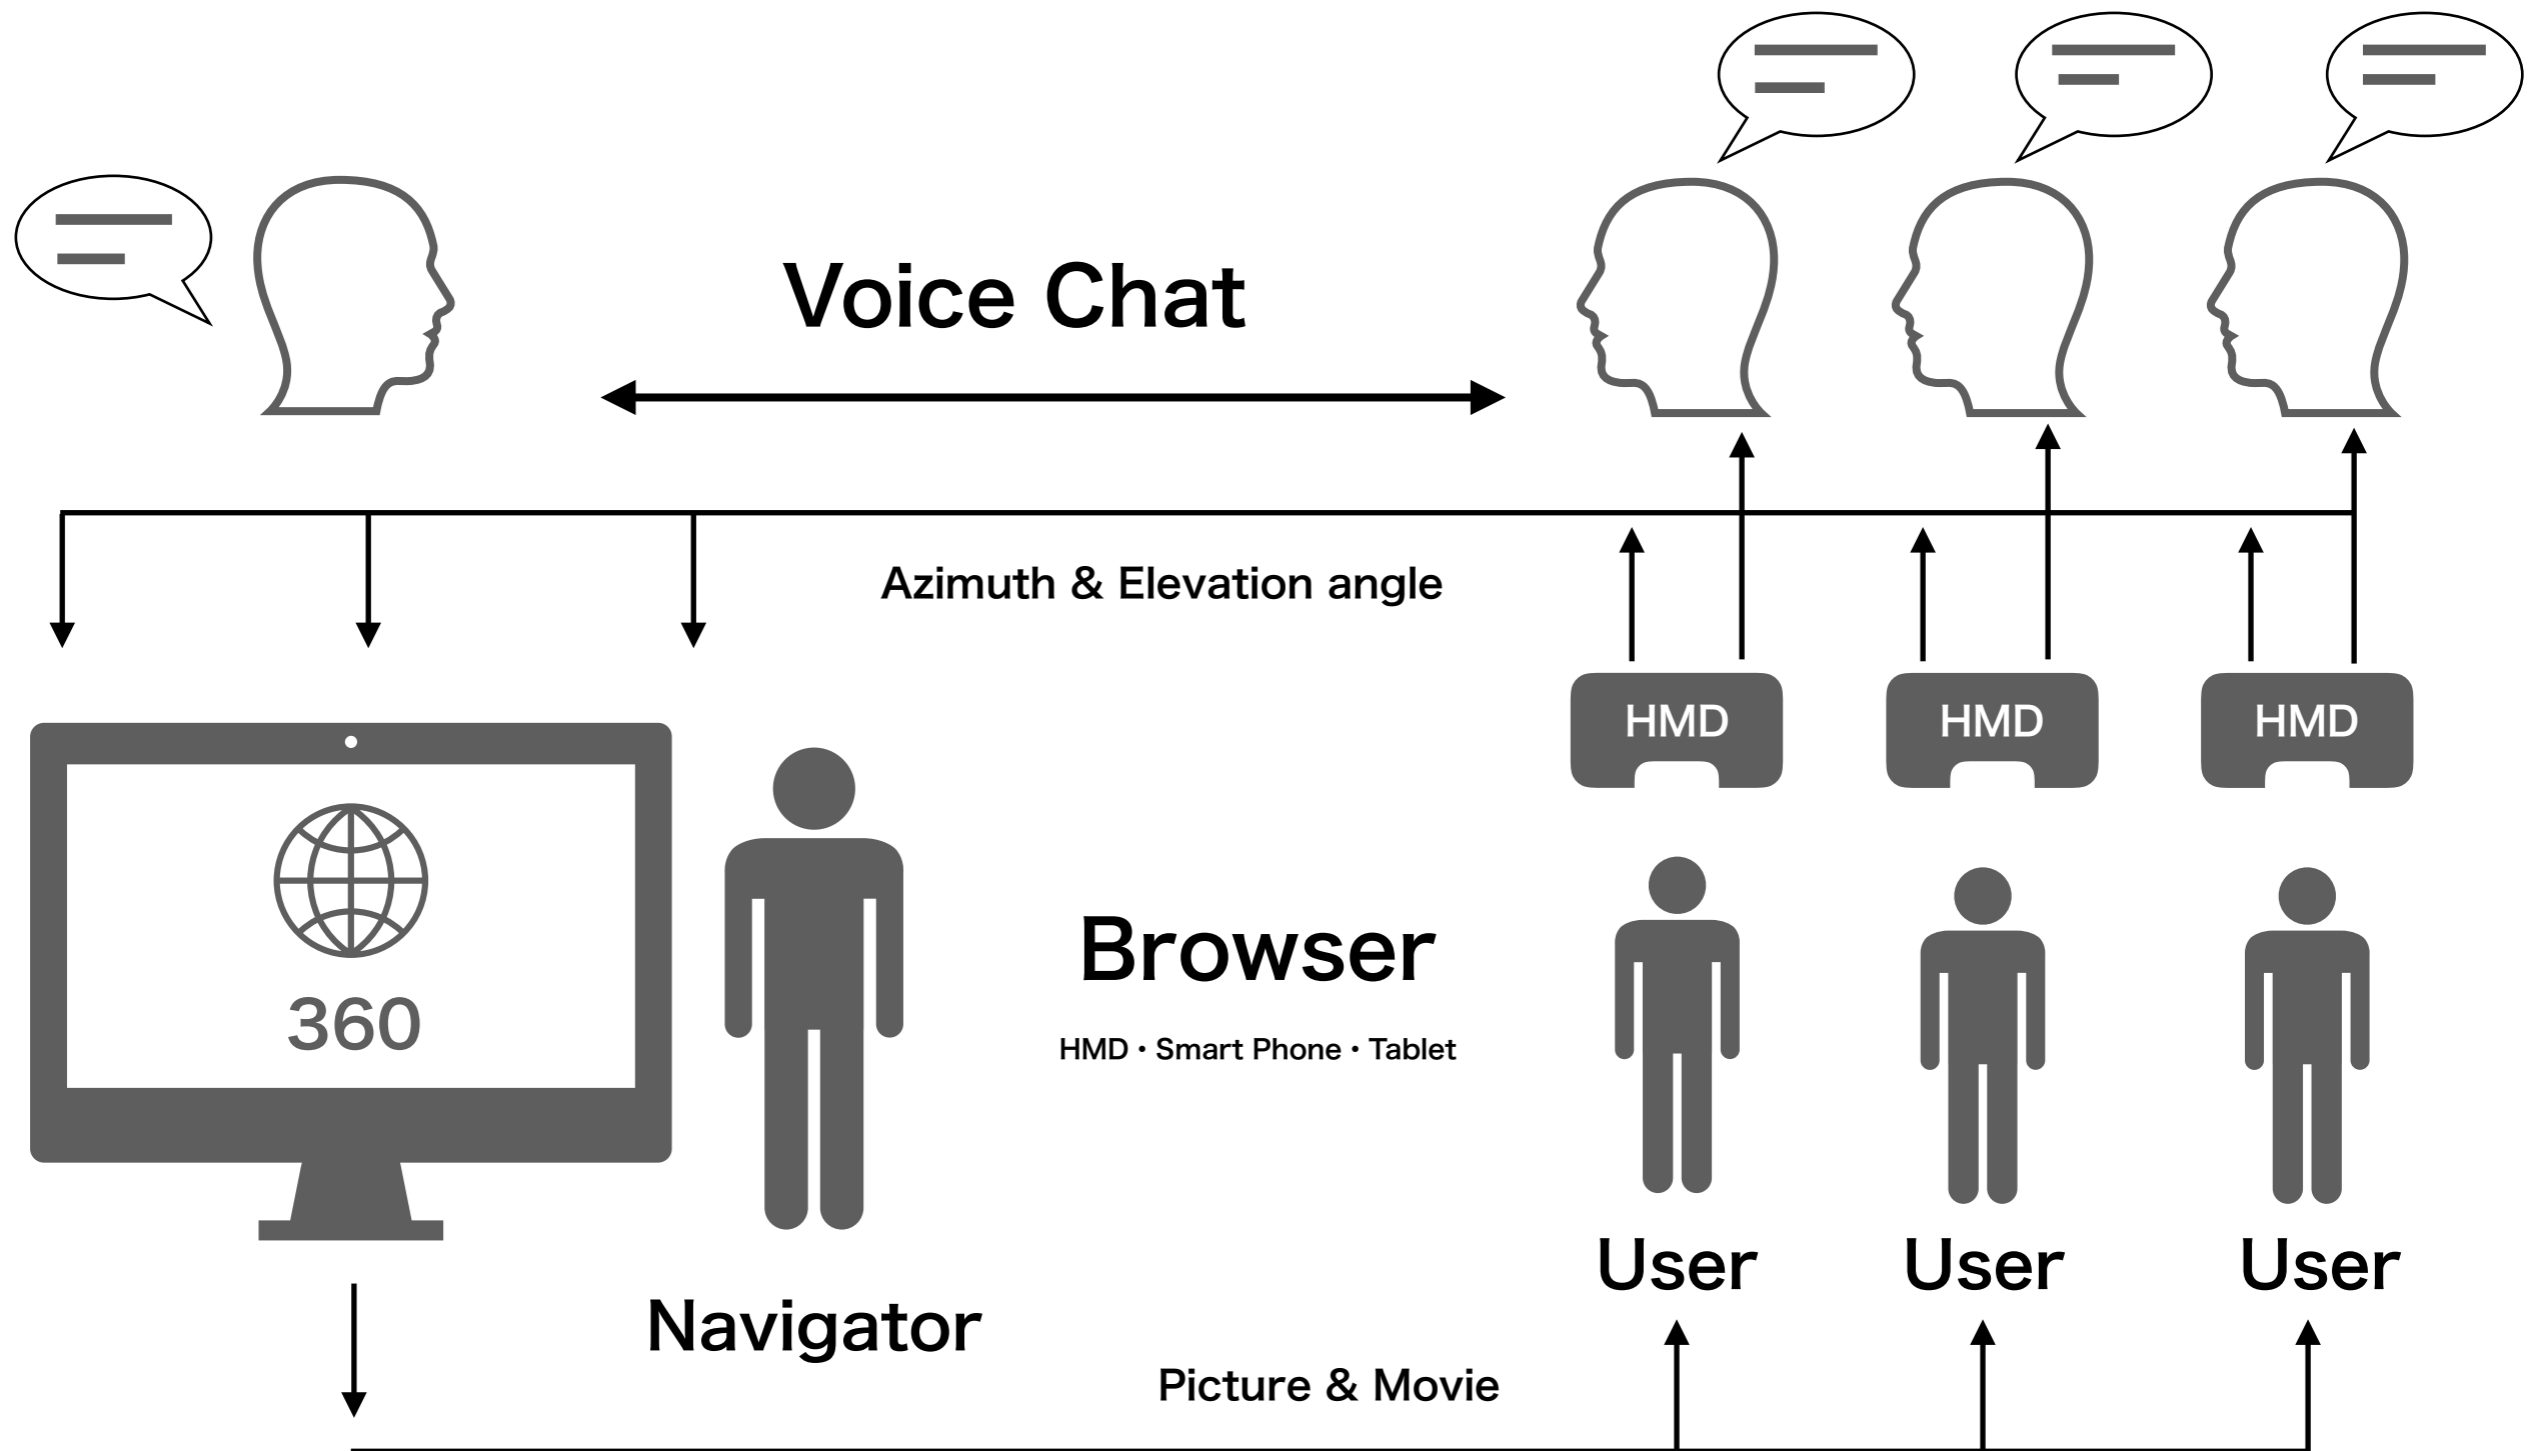 Voice Chat
Azimuth & Elevation angle
HMD
HMD
HMD
360
Browser
HMD・Smart Phone・Tablet
User
User
User
Navigator
Picture & Movie